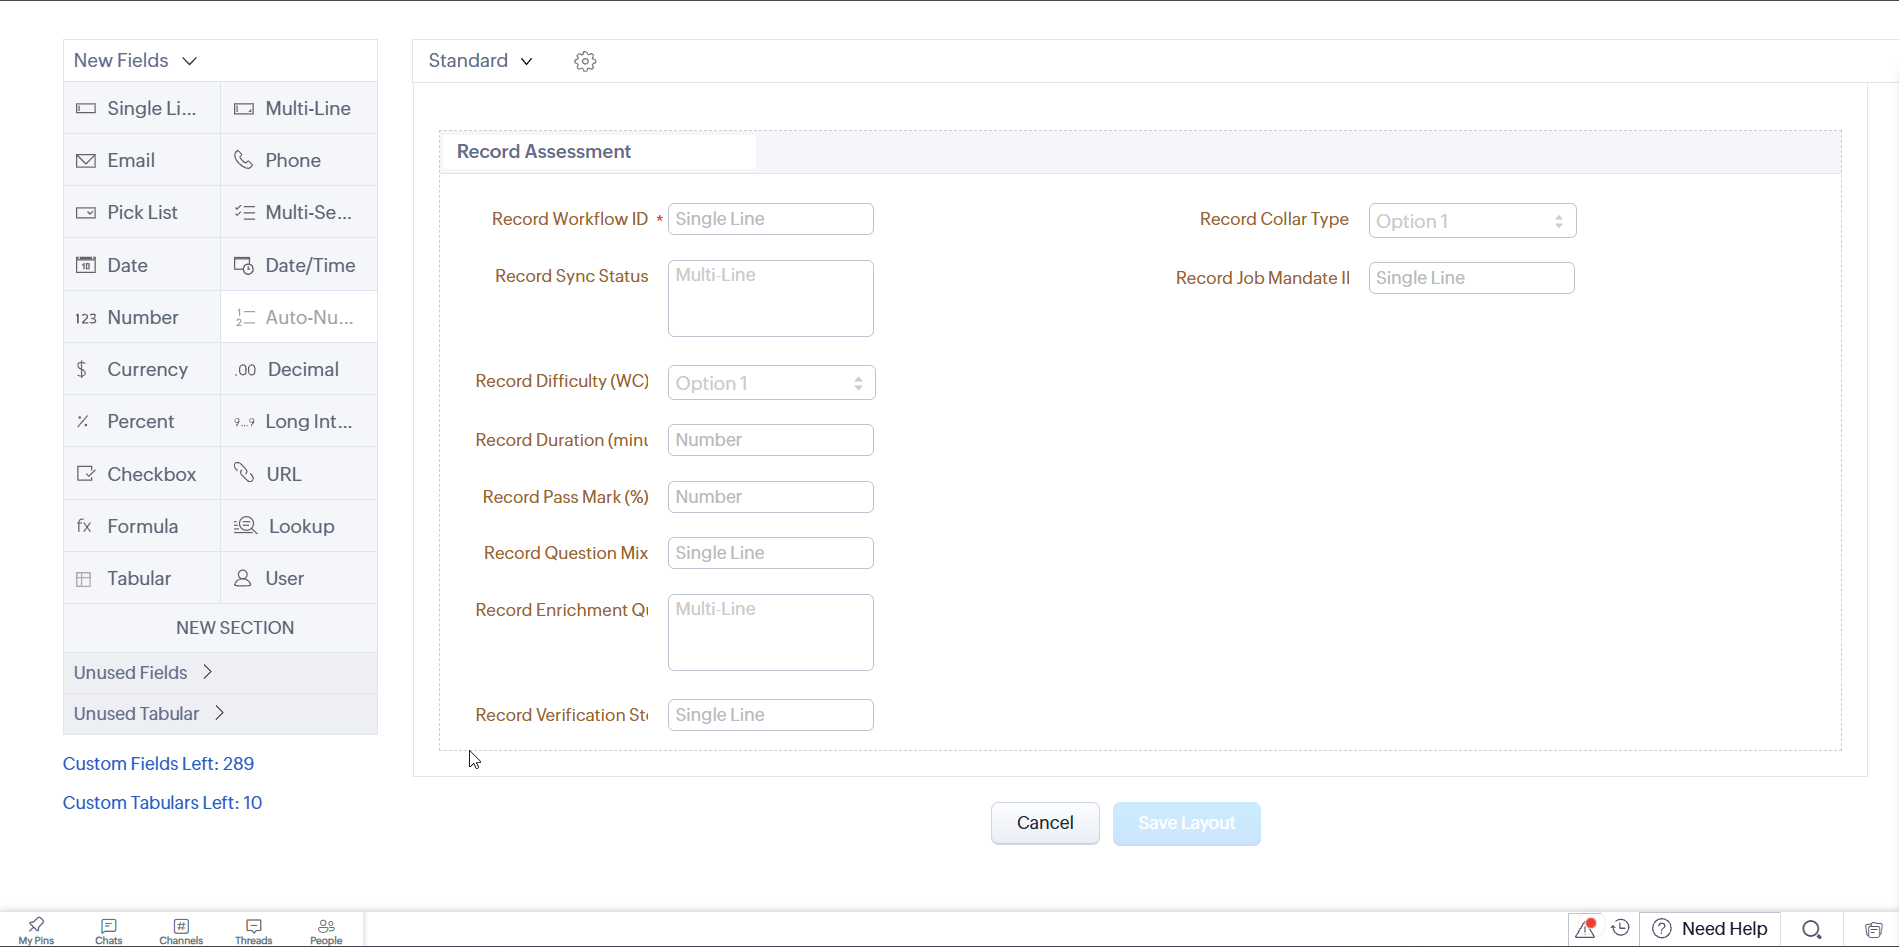 New Fields
Single Li...
Multi-Line
Email
Phone
Pick List
Multi-Se...
Date
Date/Time
Number
Auto-Nu...
Currency
Decimal
Percent
Long Int...
Checkbox
URL
Formula
Lookup
Tabular
User
NEW SECTION
Unused Fields
Unused Tabular
Custom Fields Left: 289
Custom Tabulars Left: 10
Standard
Record Assessment
Record Workflow ID * Single Line
Record Collar Type Option 1
Record Sync Status Multi-Line
Record Job Mandate II Single Line
Record Difficulty (WC) Option 1
Record Duration (minu Number
Record Pass Mark (%) Number
Record Question Mix Single Line
Record Enrichment Qu Multi-Line
Record Verification Ste Single Line
Cancel
Save Layout
My Pins
Chats
Channels
Threads
People
Need Help